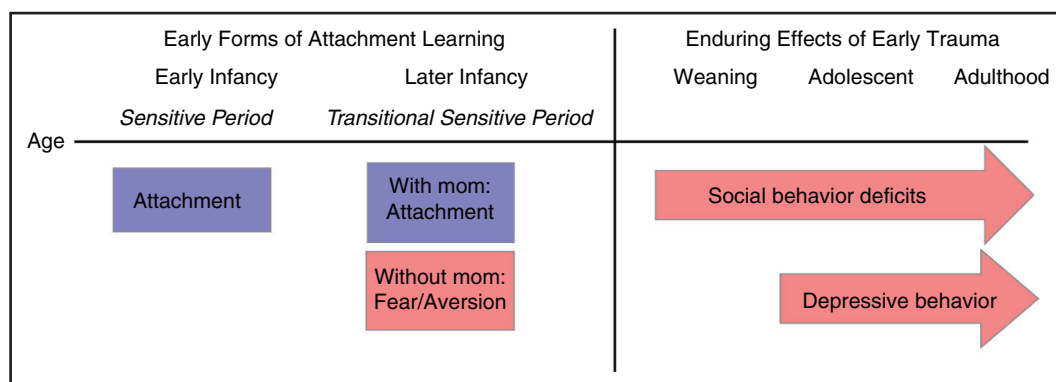 Early Forms of Attachment Learning
Enduring Effects of Early Trauma
Early Infancy
Later Infancy
Weaning
Adolescent
Adulthood
Sensitive Period
Transitional Sensitive Period
Age
Attachment
With mom:
Attachment
Social behavior deficits
Without mom:
Fear/Aversion
Depressive behavior